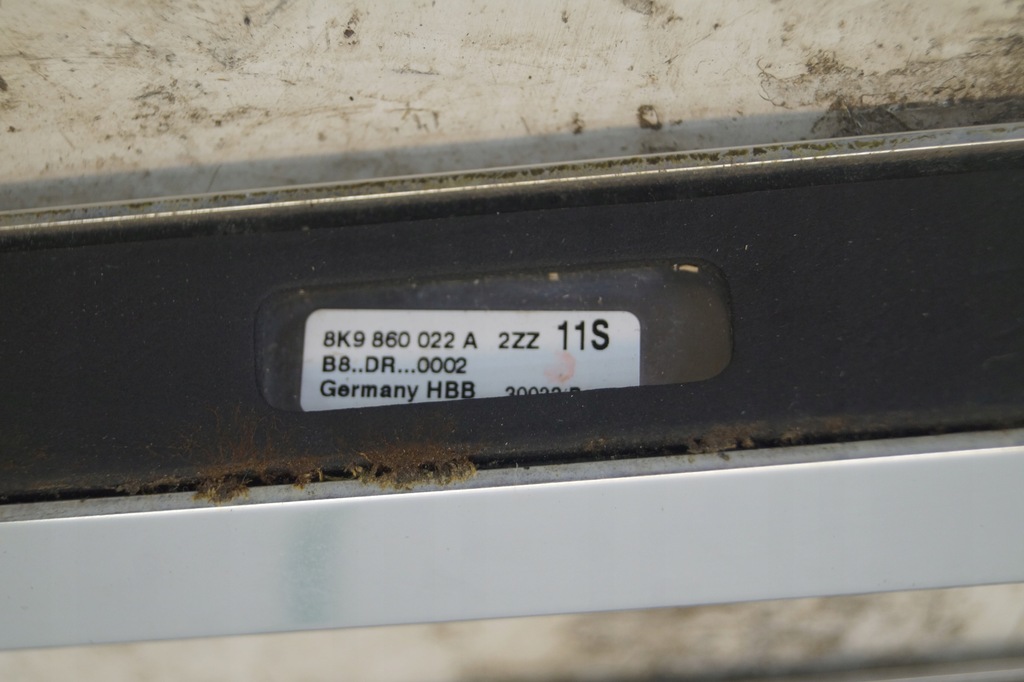 8K9 860 022 A 2ZZ 11S
B8..DR...0002
Germany HBB